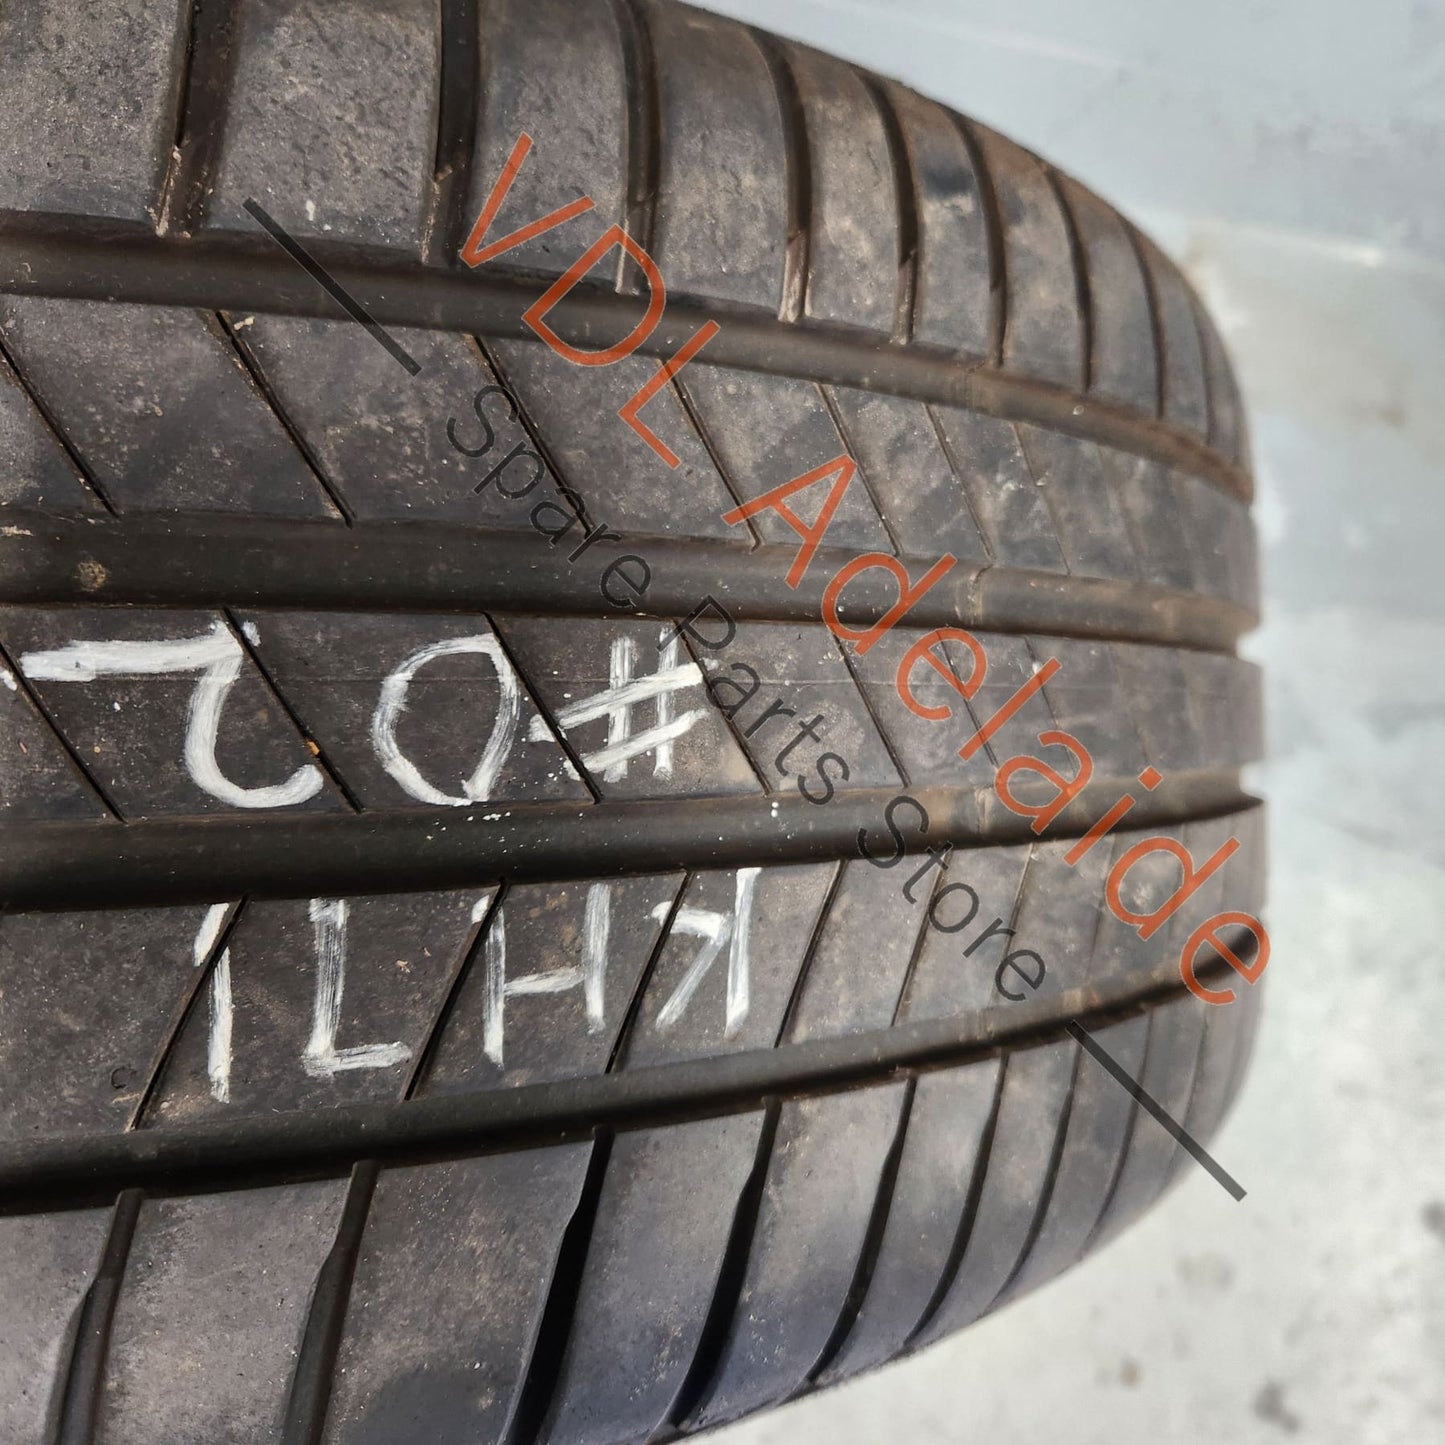 VDL Adelaide
Spare Parts Store
KH71
#02